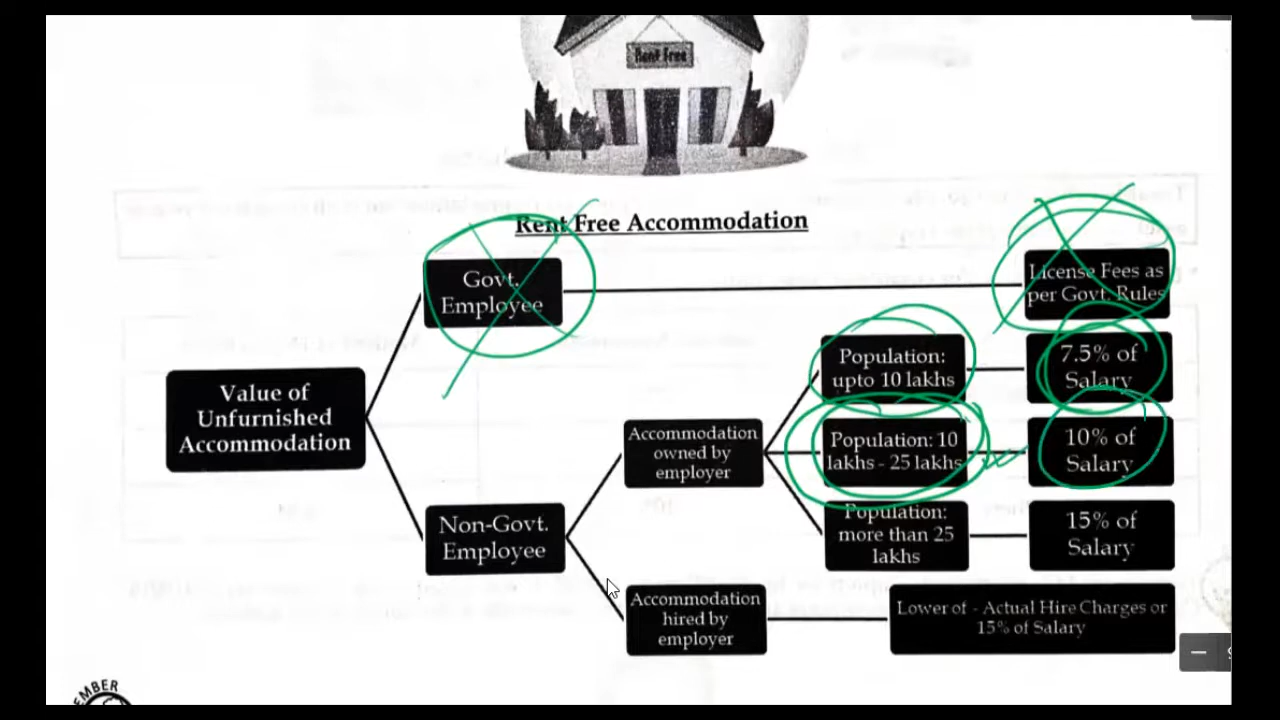 Rent Free
Rent Free Accommodation
Govt.
Employee
License Fees as
per Govt. Rules
Value of
Unfurnished
Accommodation
Accommodation
owned by
employer
Population:
upto 10 lakhs
7.5% of
Salary
Population: 10
lakhs - 25 lakhs
10% of
Salary
Population:
more than 25
lakhs
15% of
Salary
Non-Govt.
Employee
Accommodation
hired by
employer
Lower of - Actual Hire Charges or
15% of Salary